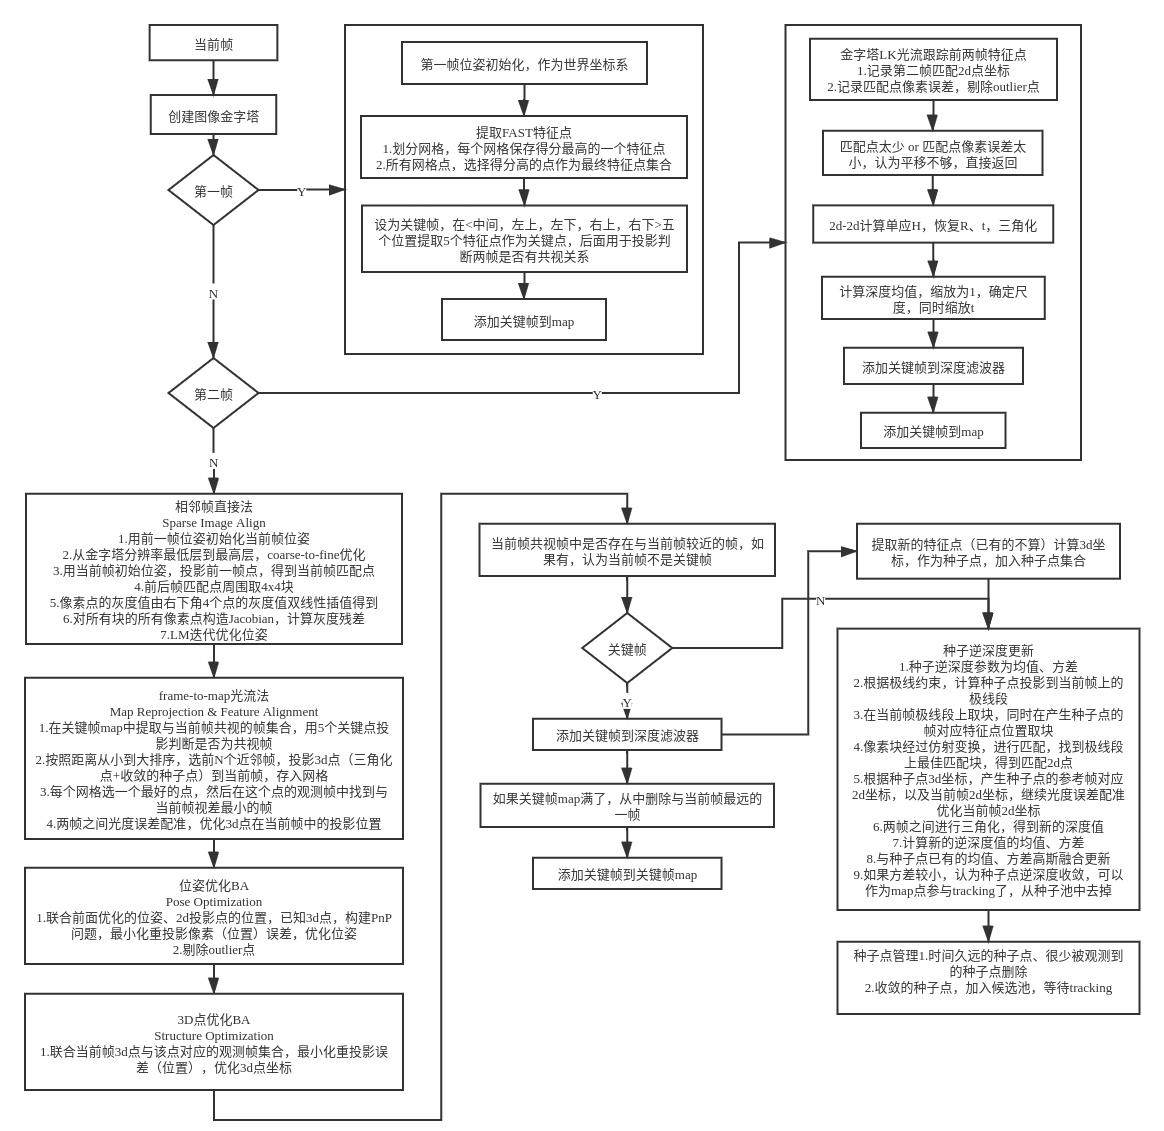 当前帧
创建图像金字塔
第一帧
Y
N
第二帧
Y
N
第一帧位姿初始化，作为世界坐标系
提取FAST特征点
1.划分网格，每个网格保存得分最高的一个特征点
2.所有网格点，选择得分高的点作为最终特征点集合
设为关键帧，在<中间，左上，左下，右上，右下>五
个位置提取5个特征点作为关键点，后面用于投影判
断两帧是否有共视关系
添加关键帧到map
金字塔LK光流跟踪前两帧特征点
1.记录第二帧匹配2d点坐标
2.记录匹配点像素误差，剔除outlier点
匹配点太少 or 匹配点像素误差太
小，认为平移不够，直接返回
2d-2d计算单应H，恢复R、t，三角化
计算深度均值，缩放为1，确定尺
度，同时缩放t
添加关键帧到深度滤波器
添加关键帧到map
相邻帧直接法
Sparse Image Align
1.用前一帧位姿初始化当前帧位姿
2.从金字塔分辨率最低层到最高层，coarse-to-fine优化
3.用当前帧初始位姿，投影前一帧点，得到当前帧匹配点
4.前后帧匹配点周围取4x4块
5.像素点的灰度值由右下角4个点的灰度值双线性插值得到
6.对所有块的所有像素点构造Jacobian，计算灰度残差
7.LM迭代优化位姿
frame-to-map光流法
Map Reprojection & Feature Alignment
1.在关键帧map中提取与当前帧共视的帧集合，用5个关键点投
影判断是否为共视帧
2.按照距离从小到大排序，选前N个近邻帧，投影3d点（三角化
点+收敛的种子点）到当前帧，存入网格
3.每个网格选一个最好的点，然后在这个点的观测帧中找到与
当前帧视差最小的帧
4.两帧之间光度误差配准，优化3d点在当前帧中的投影位置
位姿优化BA
Pose Optimization
1.联合前面优化的位姿、2d投影点的位置，已知3d点，构建PnP
问题，最小化重投影像素（位置）误差，优化位姿
2.剔除outlier点
3D点优化BA
Structure Optimization
1.联合当前帧3d点与该点对应的观测帧集合，最小化重投影误
差（位置），优化3d点坐标
当前帧共视帧中是否存在与当前帧较近的帧，如
果有，认为当前帧不是关键帧
关键帧
N
Y
添加关键帧到深度滤波器
如果关键帧map满了，从中删除与当前帧最远的
一帧
添加关键帧到关键帧map
提取新的特征点（已有的不算）计算3d坐
标，作为种子点，加入种子点集合
种子逆深度更新
1.种子逆深度参数为均值、方差
2.根据极线约束，计算种子点投影到当前帧上的
极线段
3.在当前帧极线段上取块，同时在产生种子点的
帧对应特征点位置取块
4.像素块经过仿射变换，进行匹配，找到极线段
上最佳匹配块，得到匹配2d点
5.根据种子点3d坐标，产生种子点的参考帧对应
2d坐标，以及当前帧2d坐标，继续光度误差配准
优化当前帧2d坐标
6.两帧之间进行三角化，得到新的深度值
7.计算新的逆深度值的均值、方差
8.与种子点已有的均值、方差高斯融合更新
9.如果方差较小，认为种子点逆深度收敛，可以
作为map点参与tracking了，从种子池中去掉
种子点管理1.时间久远的种子点、很少被观测到
的种子点删除
2.收敛的种子点，加入候选池，等待tracking